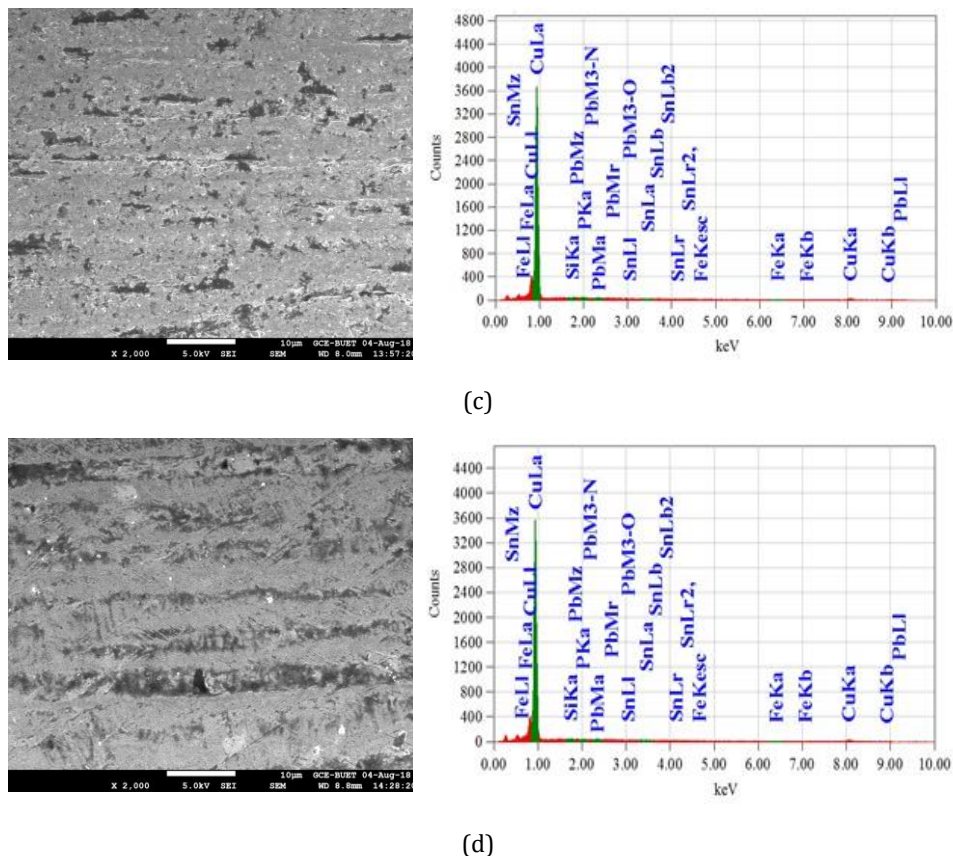 4800
4400
4000
3600
3200
2800
2400
2000
1600
1200
800
400
0
Counts
0.00 1.00 2.00 3.00 4.00 5.00 6.00 7.00 8.00 9.00 10.00
keV
SnMz
CuLa
FeLl
FeLa
CuLl
SiKa
PbMz
PKa
PbM3-N
PbMa
PbMr
PbM3-O
SnLl
SnLa
SnLb
SnLb2
SnLr
SnLr2,
FeKesc
FeKa
FeKb
CuKa
CuKb
PbLl
10µm GCE-BUET 04-Aug-18
X 2,000 5.0kV SEI SEM WD 8.0mm 13:57:20
(c)
4400
4000
3600
3200
2800
2400
2000
1600
1200
800
400
0
Counts
0.00 1.00 2.00 3.00 4.00 5.00 6.00 7.00 8.00 9.00 10.00
keV
SnMz
CuLa
FeLl
FeLa
CuLl
SiKa
PbMz
PKa
PbM3-N
PbMa
PbMr
PbM3-O
SnLl
SnLa
SnLb
SnLb2
SnLr
SnLr2,
FeKesc
FeKa
FeKb
CuKa
CuKb
PbLl
10µm GCE-BUET 04-Aug-18
X 2,000 5.0kV SEI SEM WD 8.8mm 14:28:20
(d)